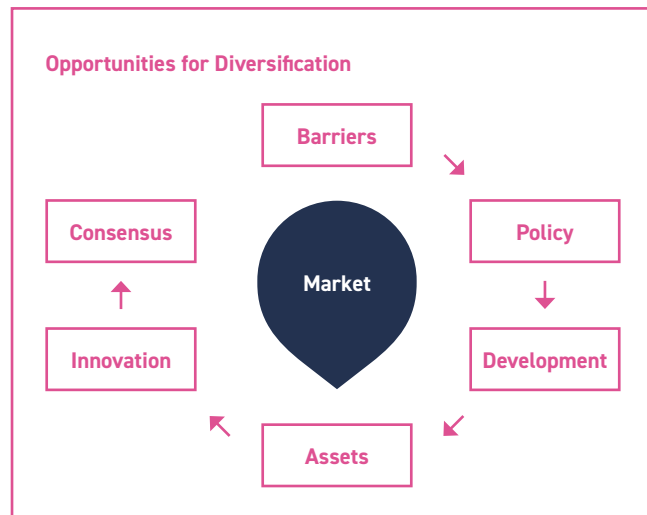 Opportunities for Diversification
Barriers
Consensus
Policy
Market
Innovation
Development
Assets